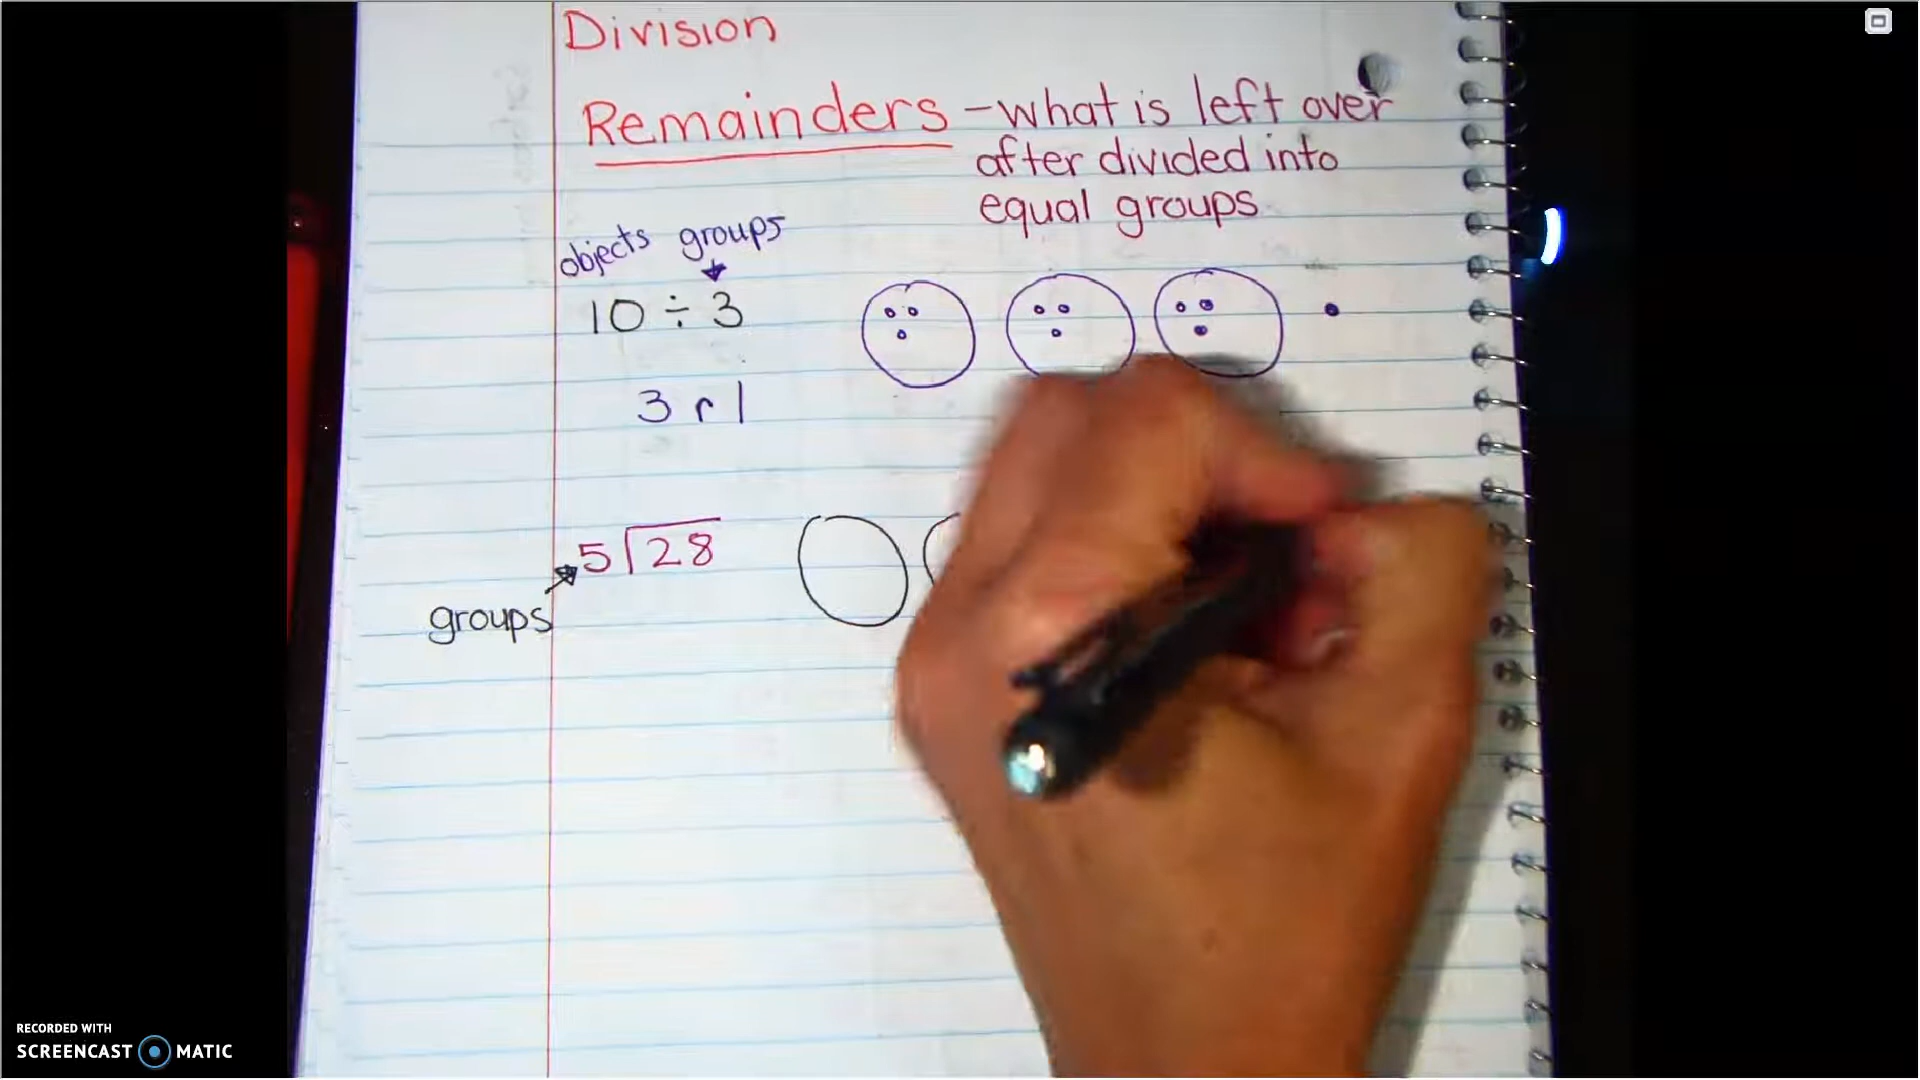 Division
Remainders - what is left over
after divided into
equal groups
objects groups
10 ÷ 3
3 r 1
5 28
groups
RECORDED WITH
SCREENCAST MATIC